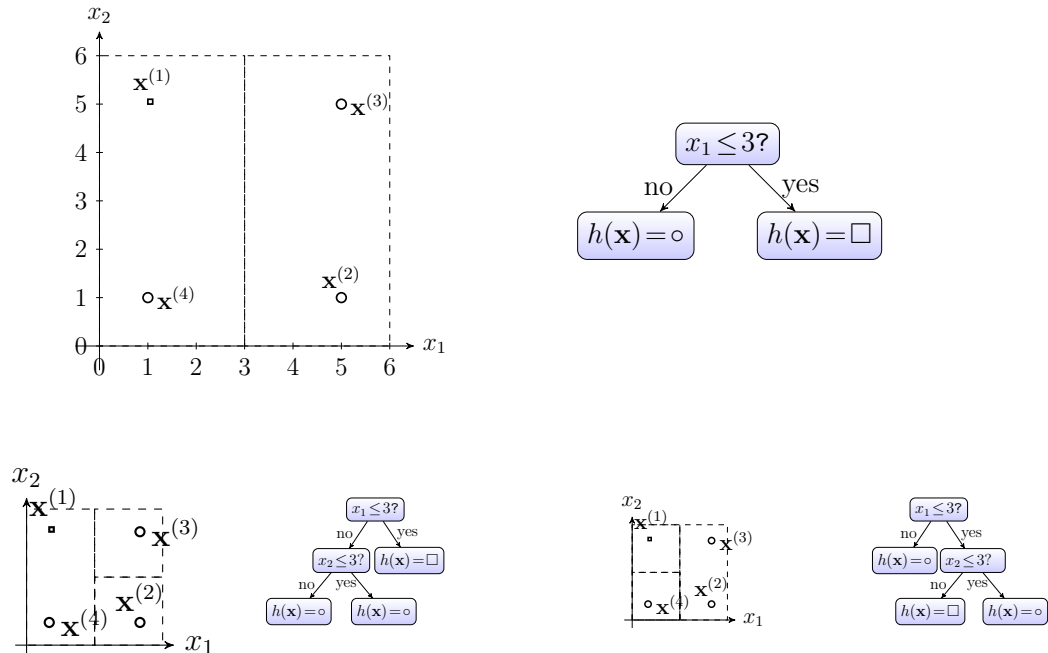 x₂
6
x⁽¹⁾
5
x⁽³⁾
4
3
2
x⁽²⁾
1
x⁽⁴⁾
0
x₁
0 1 2 3 4 5 6
x₁ ≤ 3?
no yes
h(x) = ○ h(x) = □
x₂
x⁽¹⁾
x⁽³⁾
x⁽²⁾
x⁽⁴⁾
x₁
x₁ ≤ 3?
no yes
x₂ ≤ 3? h(x) = □
no yes
h(x) = ○ h(x) = ○
x₂
x⁽¹⁾
x⁽³⁾
x⁽²⁾
x⁽⁴⁾
x₁
x₁ ≤ 3?
no yes
h(x) = ○ x₂ ≤ 3?
no yes
h(x) = □ h(x) = ○